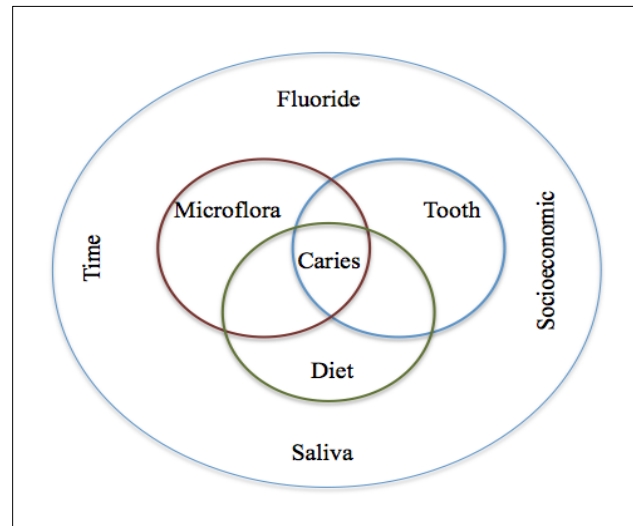 Fluoride
Microflora
Tooth
Time
Caries
Socioeconomic
Diet
Saliva